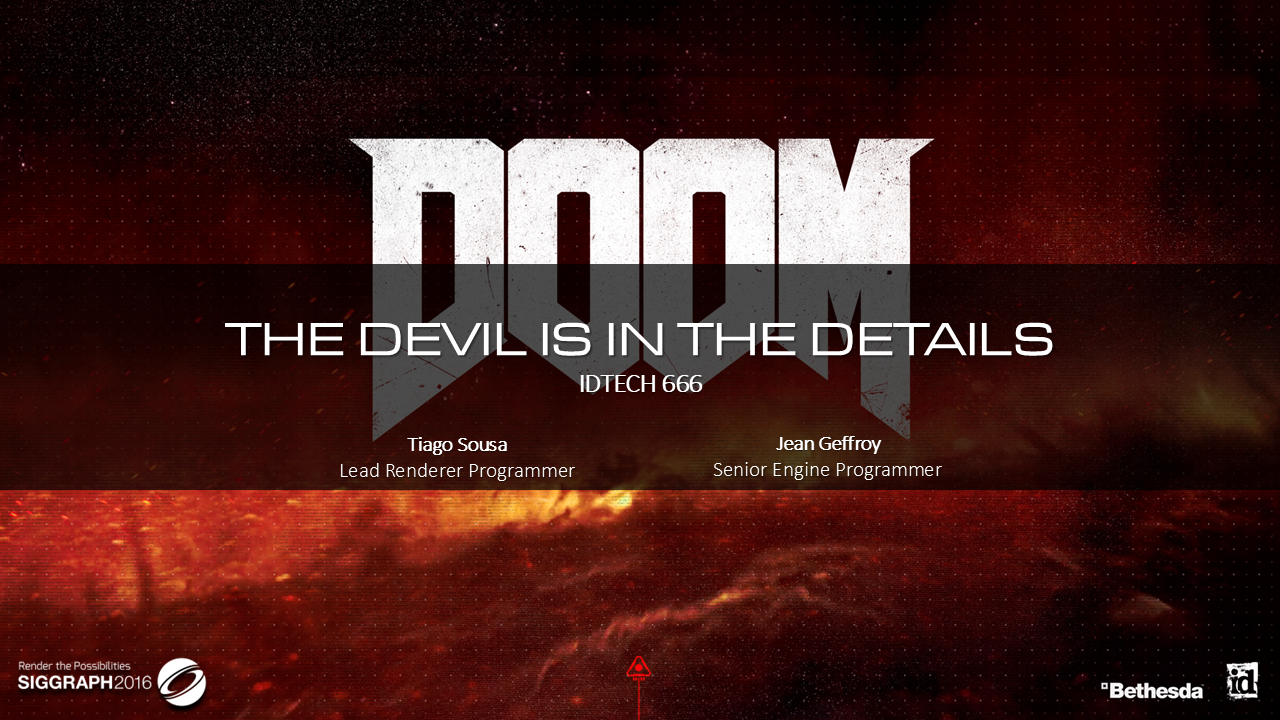 DOOM
THE DEVIL IS IN THE DETAILS
IDTECH 666
Tiago Sousa
Lead Renderer Programmer
Jean Geffroy
Senior Engine Programmer
Render the Possibilities
SIGGRAPH2016
Bethesda
id